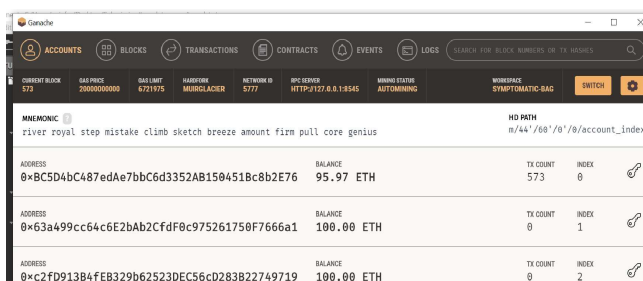 Ganache
ACCOUNTS BLOCKS TRANSACTIONS CONTRACTS EVENTS LOGS SEARCH FOR BLOCK NUMBERS OR TX HASHES
CURRENT BLOCK GAS PRICE GAS LIMIT HARDFORK NETWORK ID RPC SERVER MINING STATUS WORKSPACE
573 20000000000 6721975 MUIRGLACIER 5777 HTTP://127.0.0.1:8545 AUTOMINING SYMPTOMATIC-BAG SWITCH
MNEMONIC ? HD PATH
river royal step mistake climb sketch breeze amount firm pull core genius m/44'/60'/0'/0/account_index
ADDRESS BALANCE TX COUNT INDEX
0×BC5D4bC487edAe7bbC6d3352AB150451Bc8b2E76 95.97 ETH 573 0
ADDRESS BALANCE TX COUNT INDEX
0×63a499cc64c6E2bAb2CfdF0c975261750F7666a1 100.00 ETH 0 1
ADDRESS BALANCE TX COUNT INDEX
0×c2fD913B4fEB329b62523DEC56cD283B22749719 100.00 ETH 0 2